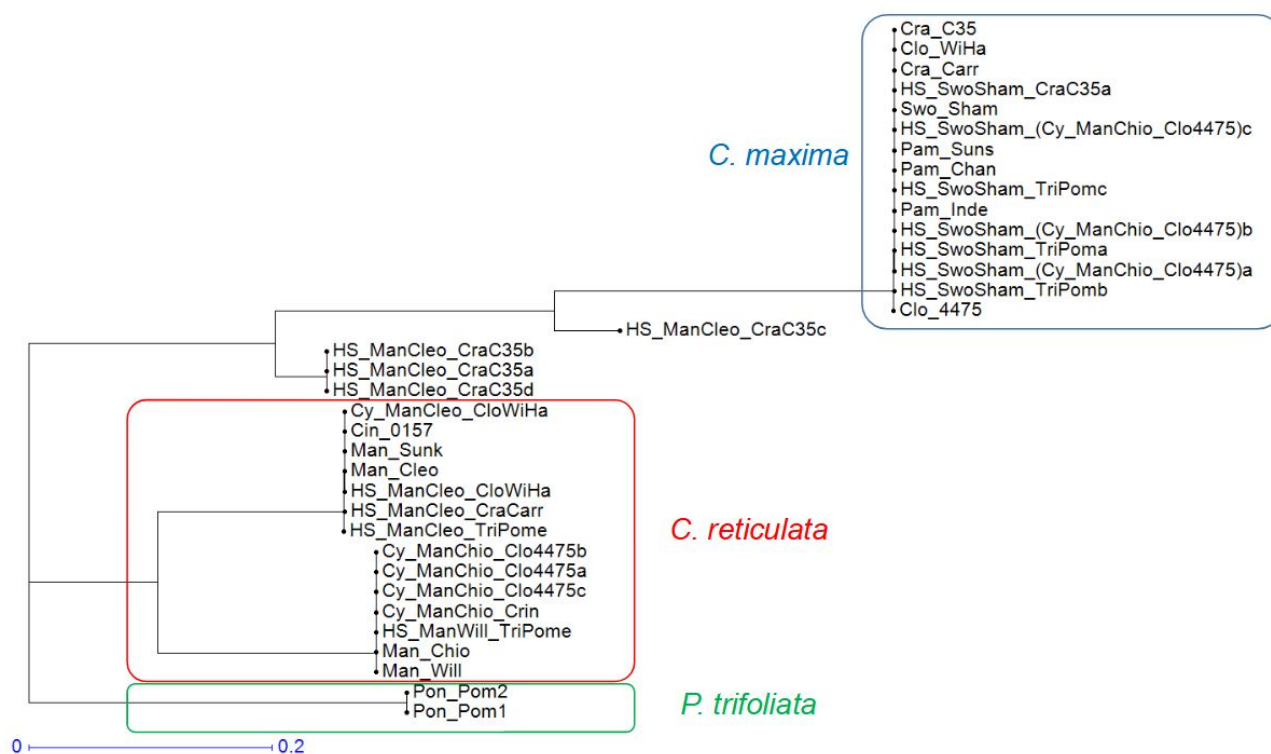 Cra_C35
Clo_WiHa
Cra_Carr
HS_SwoSham_CraC35a
Swo_Sham
HS_SwoSham_(Cy_ManChio_Clo4475)c
C. maxima
Pam_Suns
Pam_Chan
HS_SwoSham_TriPomc
Pam_Inde
HS_SwoSham_(Cy_ManChio_Clo4475)b
HS_SwoSham_TriPoma
HS_SwoSham_(Cy_ManChio_Clo4475)a
HS_SwoSham_TriPomb
Clo_4475
HS_ManCleo_CraC35c
HS_ManCleo_CraC35b
HS_ManCleo_CraC35a
HS_ManCleo_CraC35d
Cy_ManCleo_CloWiHa
Cin_0157
Man_Sunk
Man_Cleo
HS_ManCleo_CloWiHa
HS_ManCleo_CraCarr
C. reticulata
HS_ManCleo_TriPome
Cy_ManChio_Clo4475b
Cy_ManChio_Clo4475a
Cy_ManChio_Clo4475c
Cy_ManChio_Crin
HS_ManWill_TriPome
Man_Chio
Man_Will
Pon_Pom2
P. trifoliata
Pon_Pom1
0 0.2